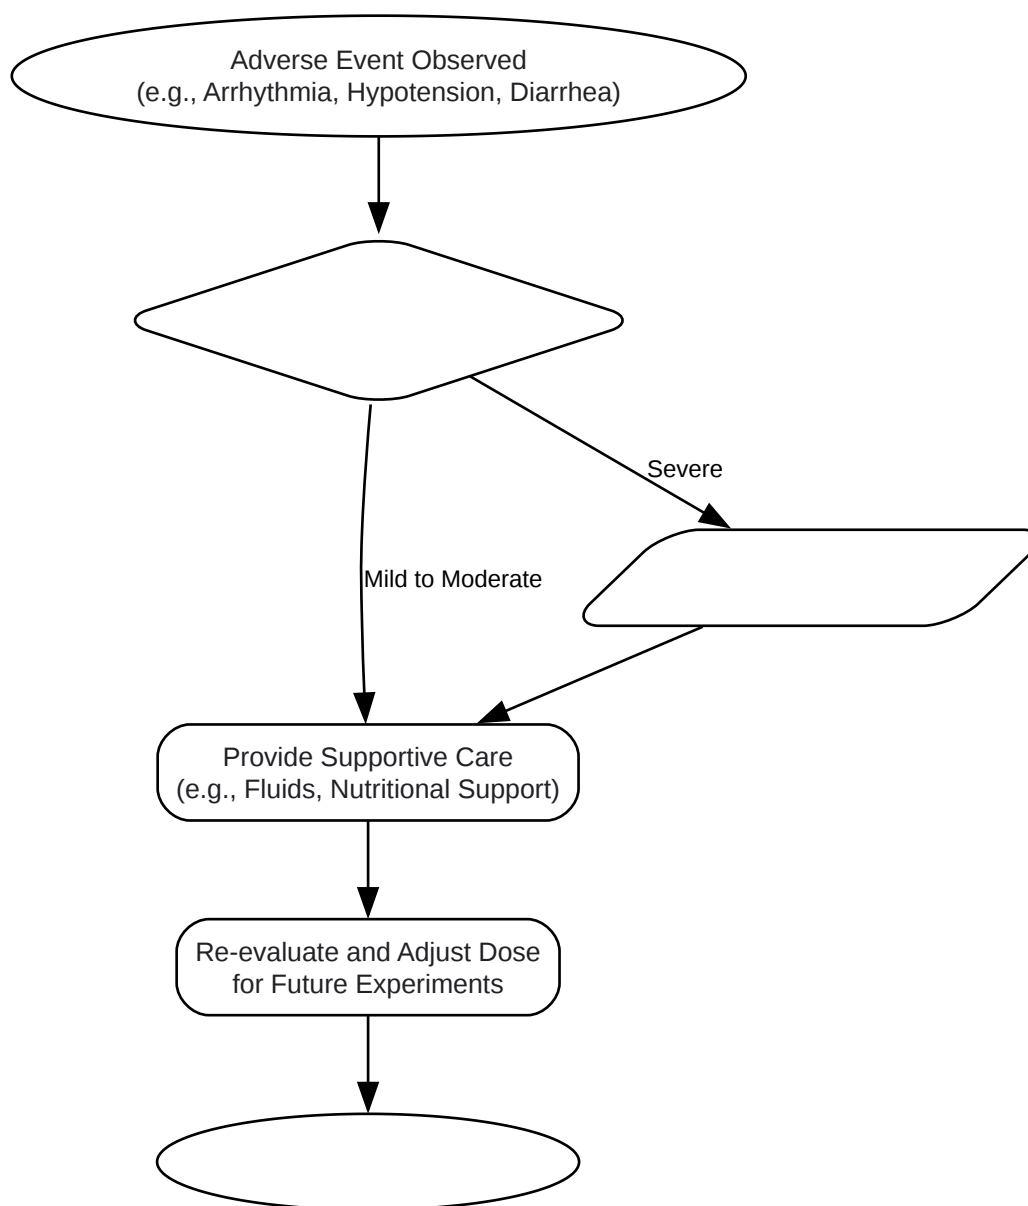 Adverse Event Observed
(e.g., Arrhythmia, Hypotension, Diarrhea)
Severe
Mild to Moderate
Provide Supportive Care
(e.g., Fluids, Nutritional Support)
Re-evaluate and Adjust Dose
for Future Experiments